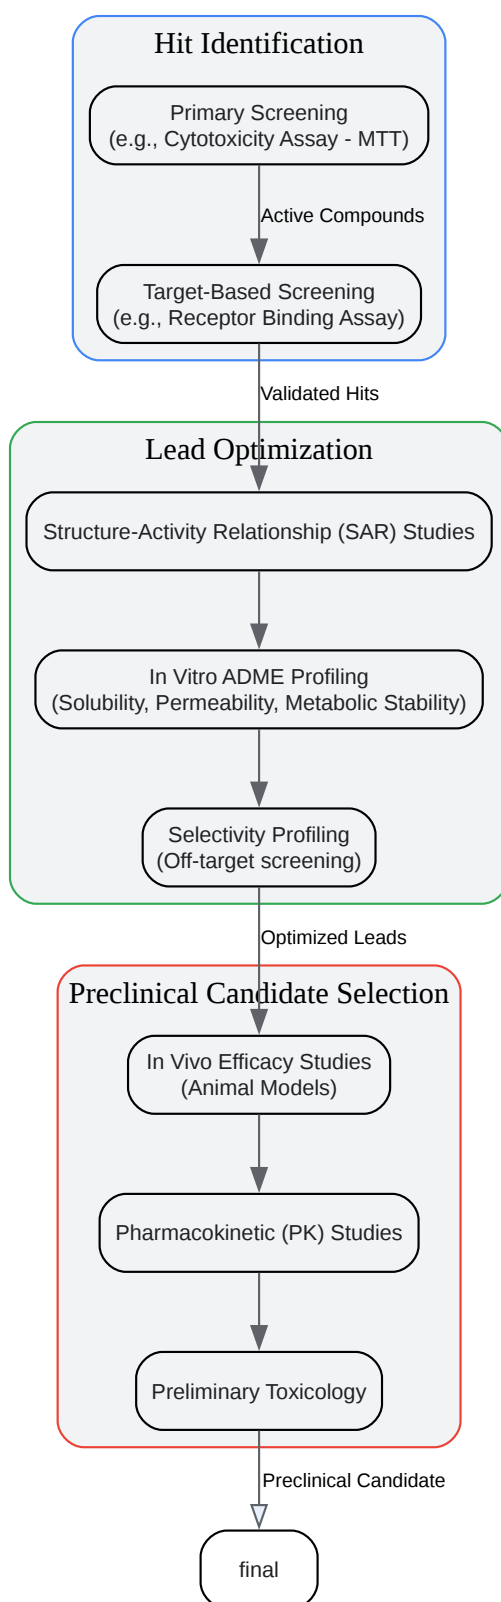 Hit Identification
Primary Screening
(e.g., Cytotoxicity Assay - MTT)
Active Compounds
Target-Based Screening
(e.g., Receptor Binding Assay)
Validated Hits
Lead Optimization
Structure-Activity Relationship (SAR) Studies
In Vitro ADME Profiling
(Solubility, Permeability, Metabolic Stability)
Selectivity Profiling
(Off-target screening)
Optimized Leads
Preclinical Candidate Selection
In Vivo Efficacy Studies
(Animal Models)
Pharmacokinetic (PK) Studies
Preliminary Toxicology
Preclinical Candidate
final